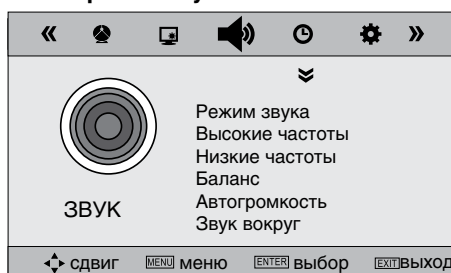 Режим звука
Высокие частоты
Низкие частоты
Баланс
Автогромкость
Звук вокруг
ЗВУК
сдвиг MENU меню ENTER выбор EXIT выход